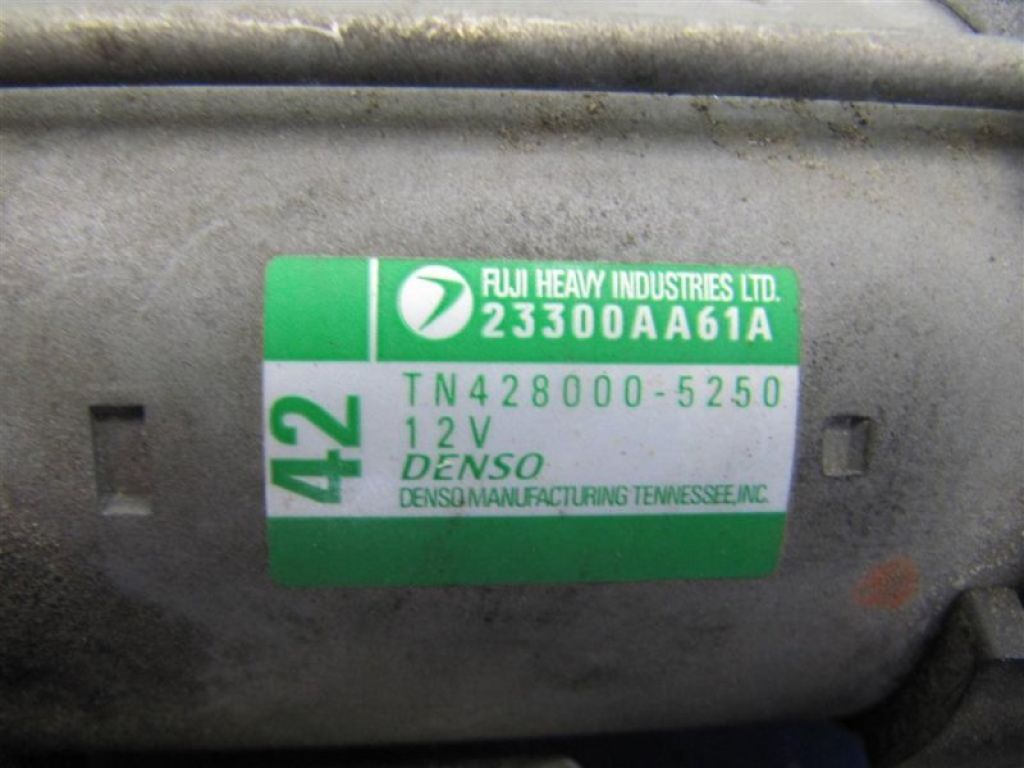 FUJI HEAVY INDUSTRIES LTD.
23300AA61A
42
TN428000-5250
12V
DENSO
DENSO MANUFACTURING TENNESSEE,INC.